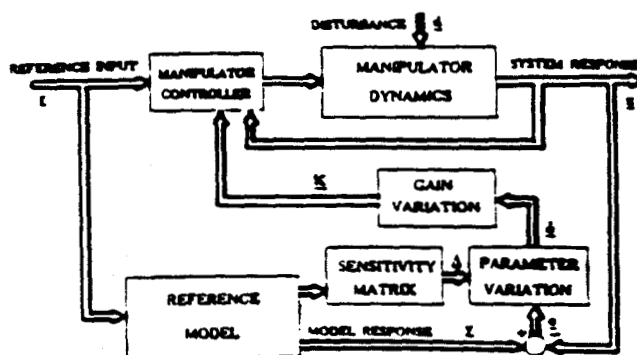 DISTURBANCE d
REFERENCE INPUT
r
MANIPULATOR
CONTROLLER
MANIPULATOR
DYNAMICS
SYSTEM RESPONSE
K
GAIN
VARIATION
SENSITIVITY
MATRIX
PARAMETER
VARIATION
REFERENCE
MODEL
MODEL RESPONSE
+
-